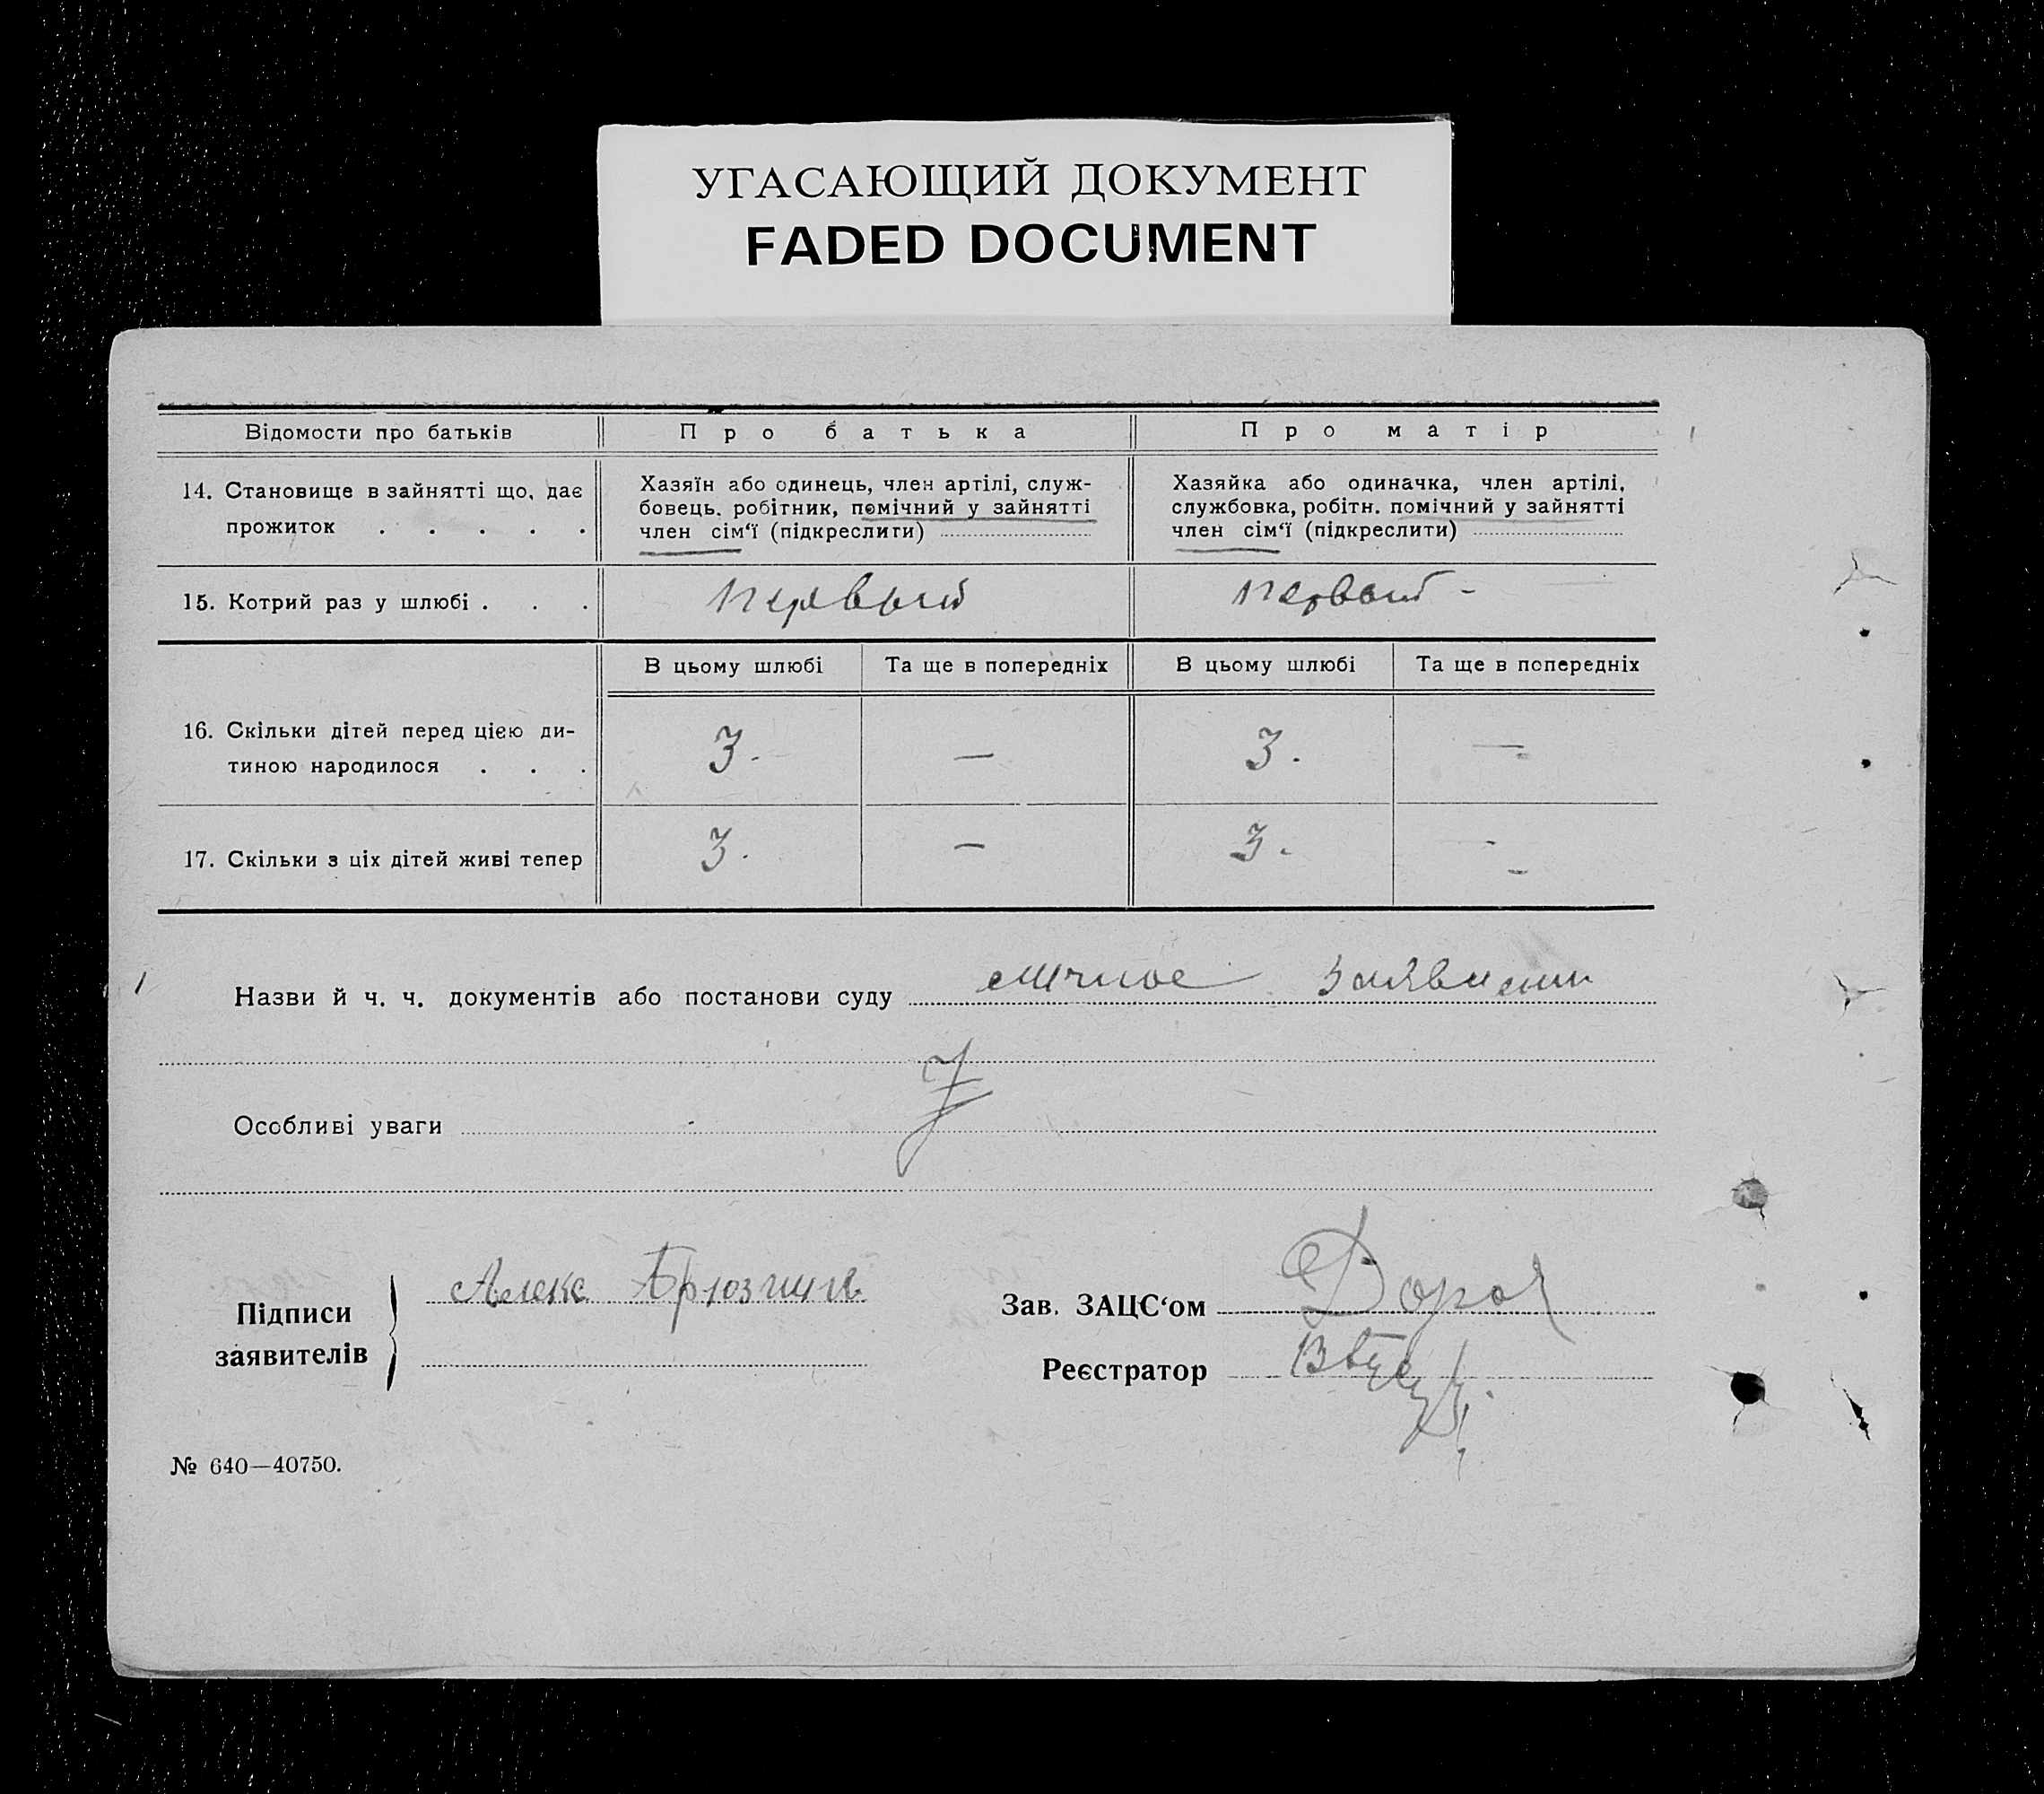 УГАСАЮЩИЙ ДОКУМЕНТ
FADED DOCUMENT
Відомости про батьків
Про батька
Про матір
14. Становище в зайнятті що, дає
прожиток . . . . .
Хазяїн або одинець, член артілі, служ-
бовець, робітник, помічний у зайнятті
член сім‘ї (підкреслити)
Хазяйка або одиначка, член артілі,
службовка, робітн. помічний у зайнятті
член сім‘ї (підкреслити)
15. Котрий раз у шлюбі . . .
первый
первый -
В цьому шлюбі
Та ще в попередніх
В цьому шлюбі
Та ще в попередніх
16. Скільки дітей перед цією ди-
тиною народилося . . .
3.
—
3.
—
17. Скільки з ціх дітей живі тепер
3.
—
3.
-
Назви й ч. ч. документів або постанови суду личное
Особливі уваги
Підписи
заявителів
Алекс
Зав. ЗАЦС‘ом
Реєстратор
№ 640—40750.